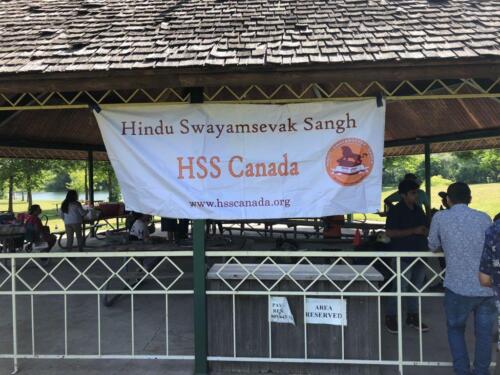 Hindu Swayamsevak Sangh
HSS Canada
www.hsscanada.org
AREA
RESERVED